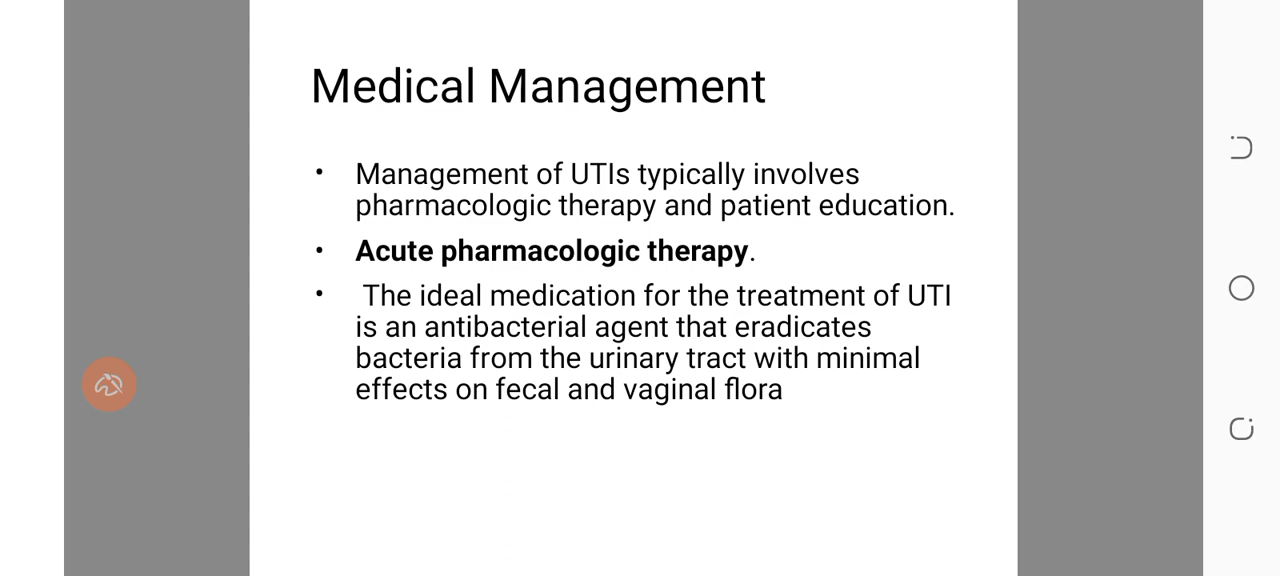 Medical Management
• Management of UTIs typically involves
pharmacologic therapy and patient education.
• Acute pharmacologic therapy.
• The ideal medication for the treatment of UTI
is an antibacterial agent that eradicates
bacteria from the urinary tract with minimal
effects on fecal and vaginal flora